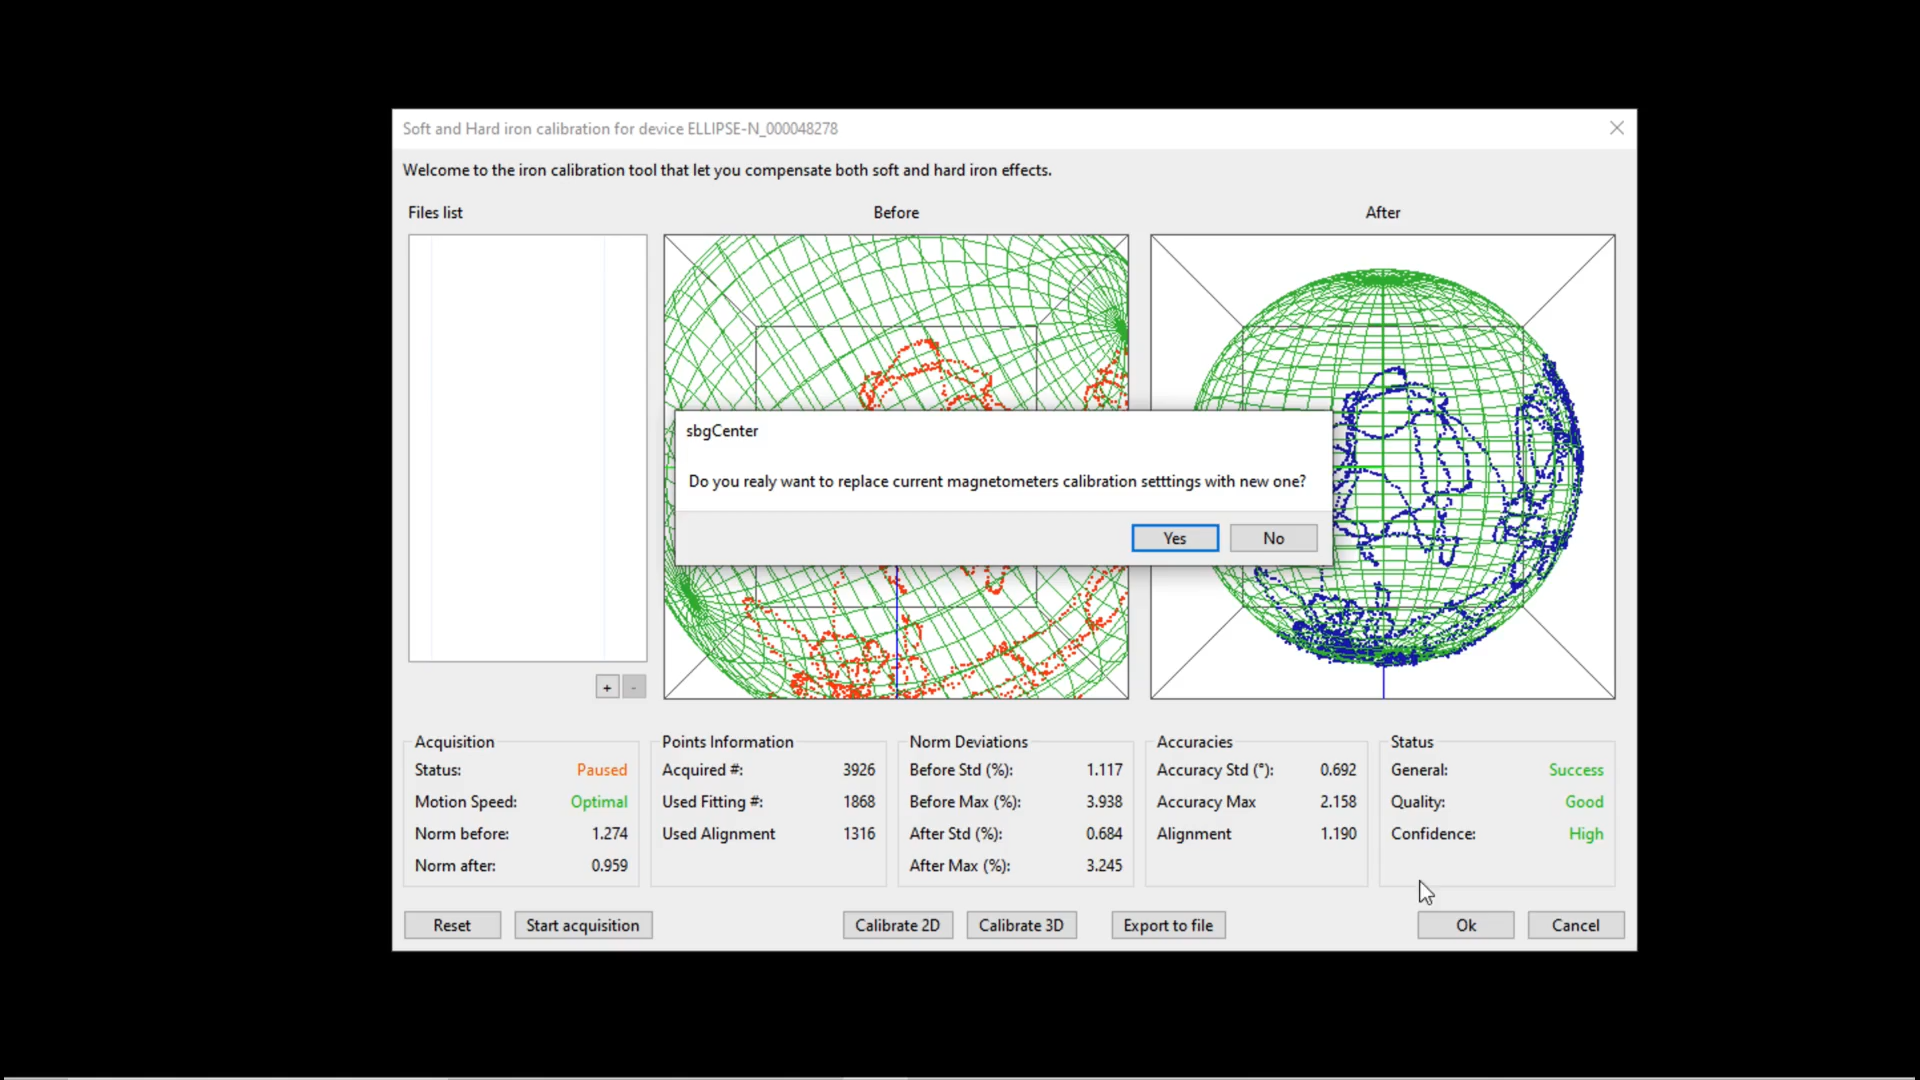 Soft and Hard iron calibration for device ELLIPSE-N_000048278
Welcome to the iron calibration tool that let you compensate both soft and hard iron effects.
Files list
Before
After
sbgCenter
Do you realy want to replace current magnetometers calibration setttings with new one?
Yes
No
+
-
Acquisition
Status: Paused
Motion Speed: Optimal
Norm before: 1.274
Norm after: 0.959
Points Information
Acquired #: 3926
Used Fitting #: 1868
Used Alignment 1316
Norm Deviations
Before Std (%): 1.117
Before Max (%): 3.938
After Std (%): 0.684
After Max (%): 3.245
Accuracies
Accuracy Std (°): 0.692
Accuracy Max 2.158
Alignment 1.190
Status
General: Success
Quality: Good
Confidence: High
Reset
Start acquisition
Calibrate 2D
Calibrate 3D
Export to file
Ok
Cancel